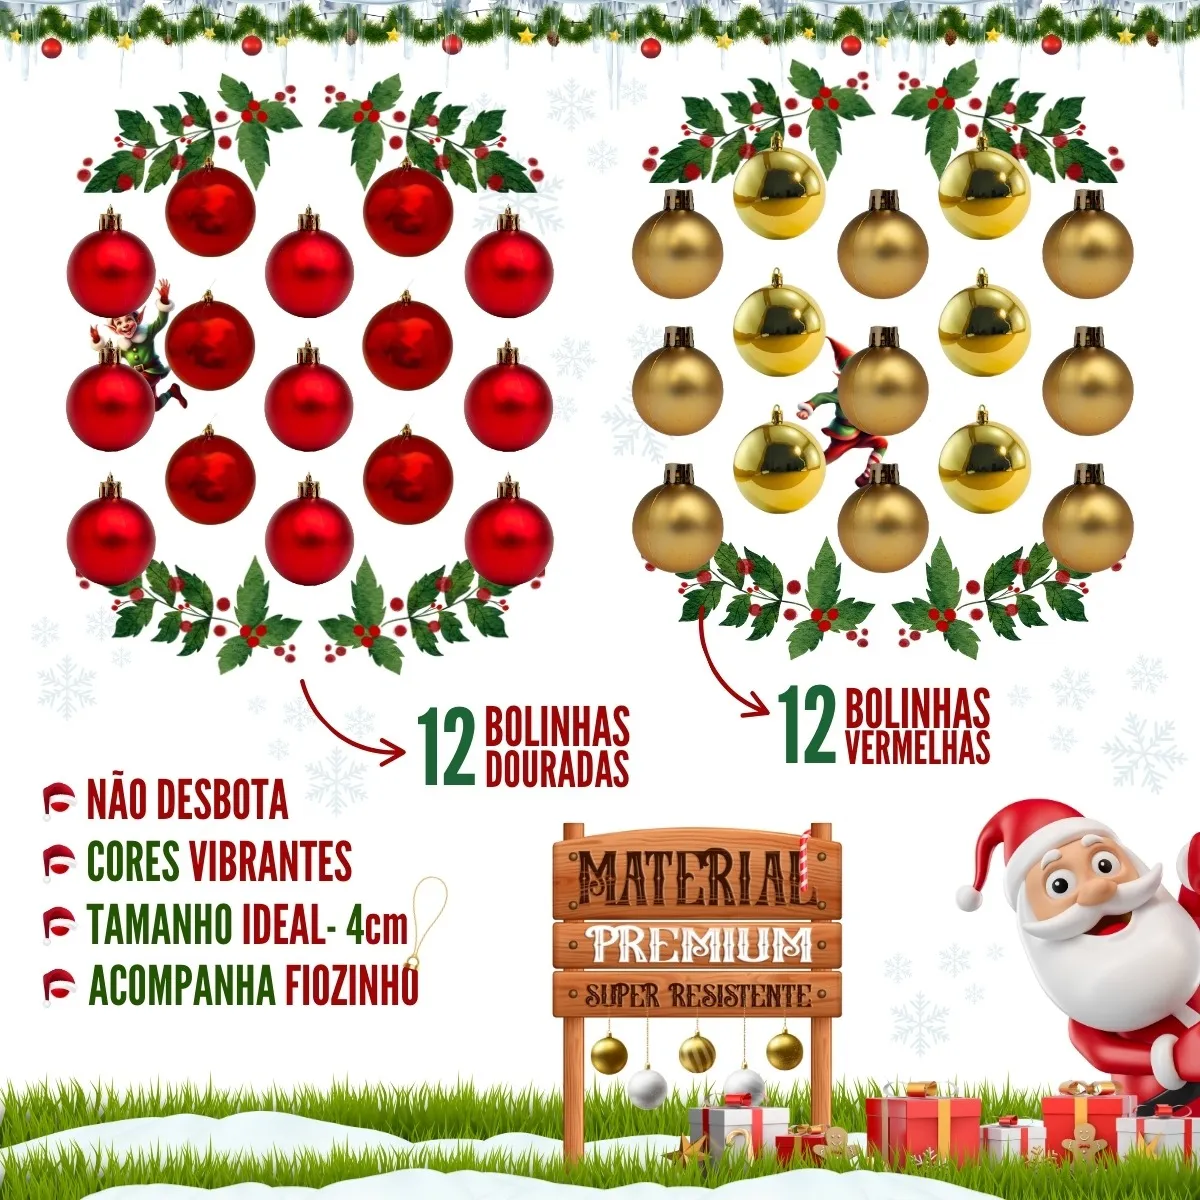 12 BOLINHAS
DOURADAS
12 BOLINHAS
VERMELHAS
NÃO DESBOTA
CORES VIBRANTES
TAMANHO IDEAL- 4cm
ACOMPANHA FIOZINHO
MATERIAL
PREMIUM
SUPER RESISTENTE